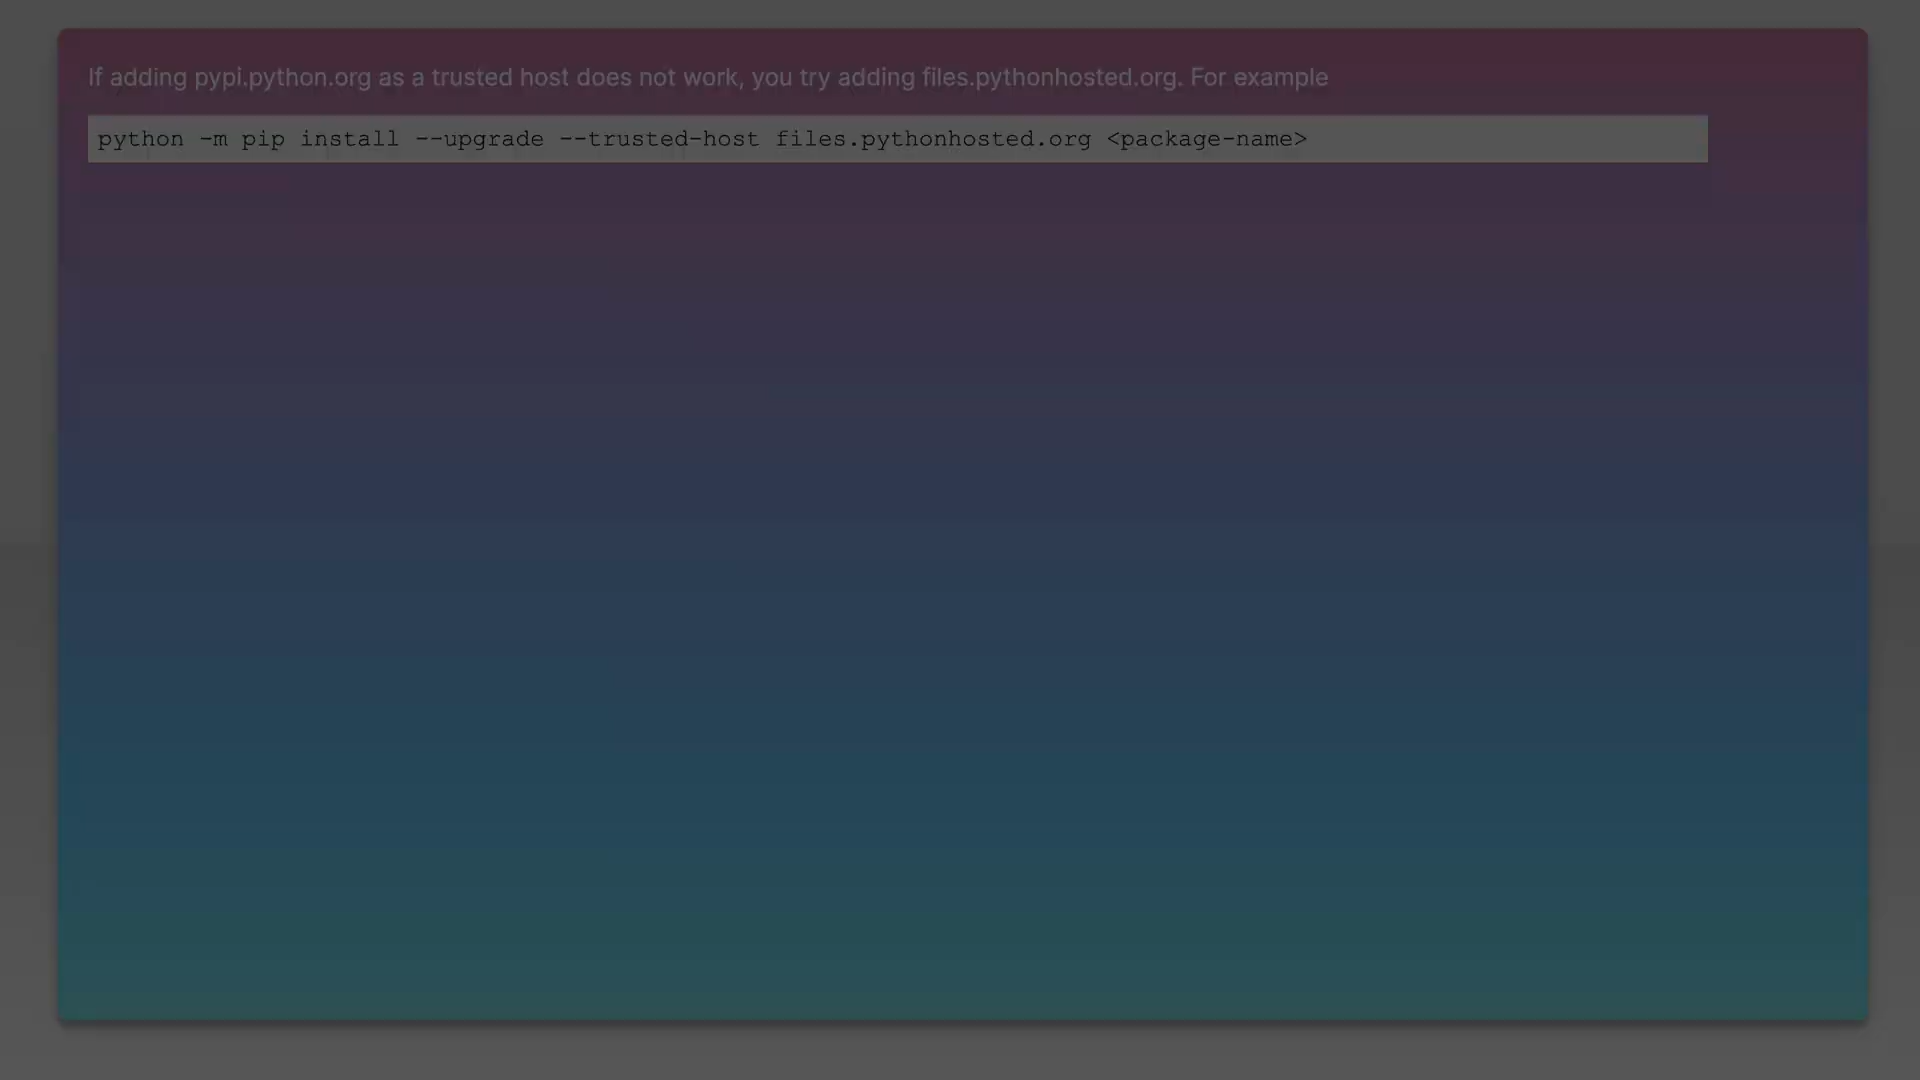 If adding pypi.python.org as a trusted host does not work, you try adding files.pythonhosted.org. For example
python -m pip install --upgrade --trusted-host files.pythonhosted.org <package-name>